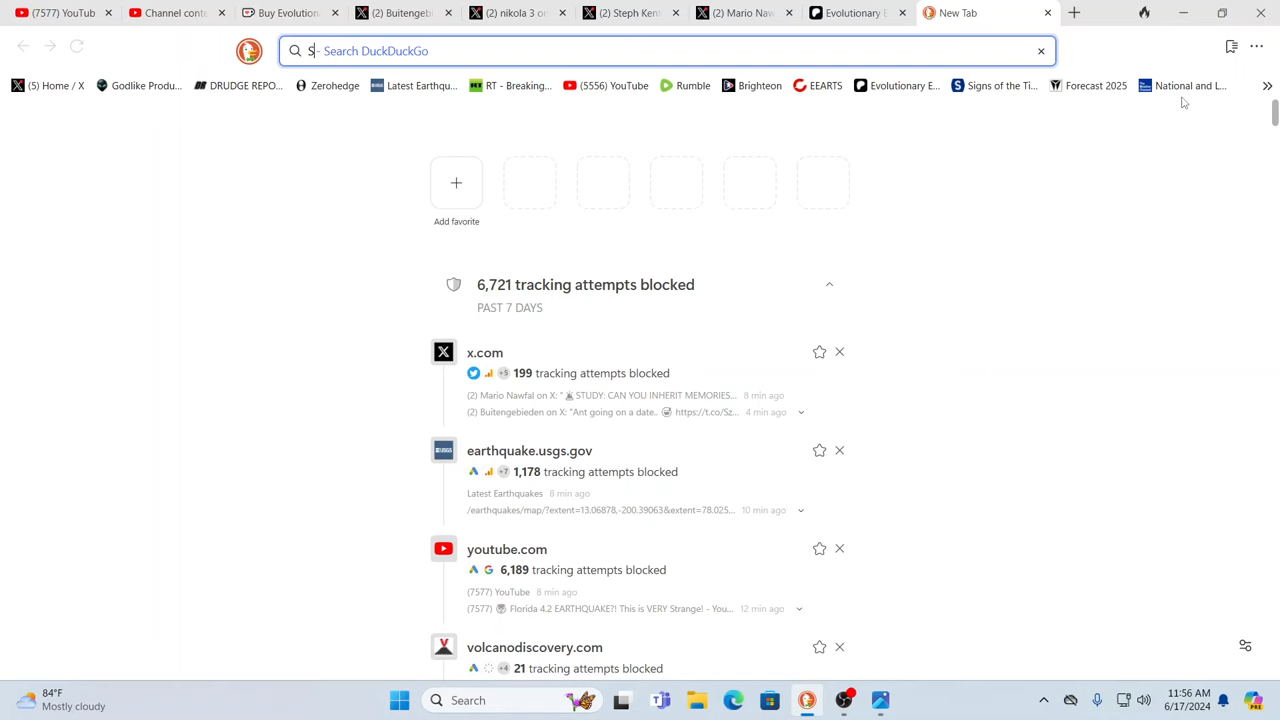 (7577) YouTub
Channel conte
Buy Evolution
(2) Buitengeb
(2) nikola 3 o
(2) Steph Kent
(2) Mario Naw
Evolutionary
New Tab
S - Search DuckDuckGo
(5) Home / X
Godlike Produ...
DRUDGE REPO...
Zerohedge
Latest Earthqu...
RT - Breaking...
(5556) YouTube
Rumble
Brighteon
EEARTS
Evolutionary E...
Signs of the Ti...
Forecast 2025
National and L...
Add favorite
6,721 tracking attempts blocked
PAST 7 DAYS
x.com
+5 199 tracking attempts blocked
(2) Mario Nawfal on X: "🚨STUDY: CAN YOU INHERIT MEMORIES... 8 min ago
(2) Buitengebieden on X: "Ant going on a date.. 😅 https://t.co/Sz... 4 min ago
earthquake.usgs.gov
+7 1,178 tracking attempts blocked
Latest Earthquakes 8 min ago
/earthquakes/map/?extent=13.06878,-200.39063&extent=78.025... 10 min ago
youtube.com
6,189 tracking attempts blocked
(7577) YouTube 8 min ago
(7577) Florida 4.2 EARTHQUAKE?! This is VERY Strange! - You... 12 min ago
volcanodiscovery.com
+4 21 tracking attempts blocked
84°F
Mostly cloudy
Search
11:56 AM
6/17/2024